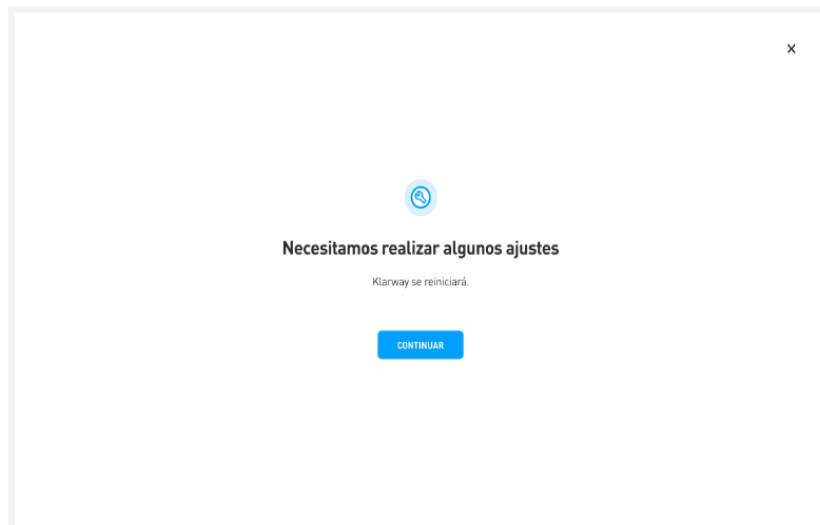 Necesitamos realizar algunos ajustes
Klarway se reiniciará.
CONTINUAR